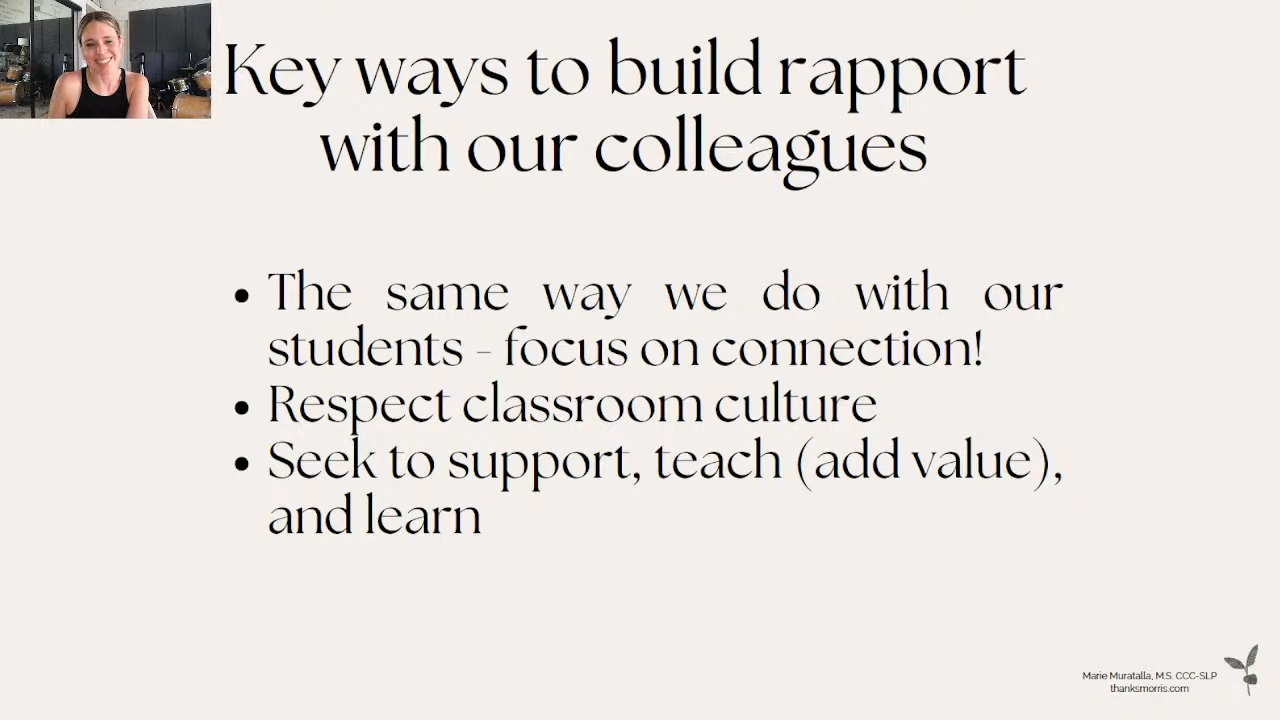 Key ways to build rapport
with our colleagues
• The same way we do with our
students - focus on connection!
• Respect classroom culture
• Seek to support, teach (add value),
and learn
Marie Muratalla, M.S. CCC-SLP
thanksmorris.com